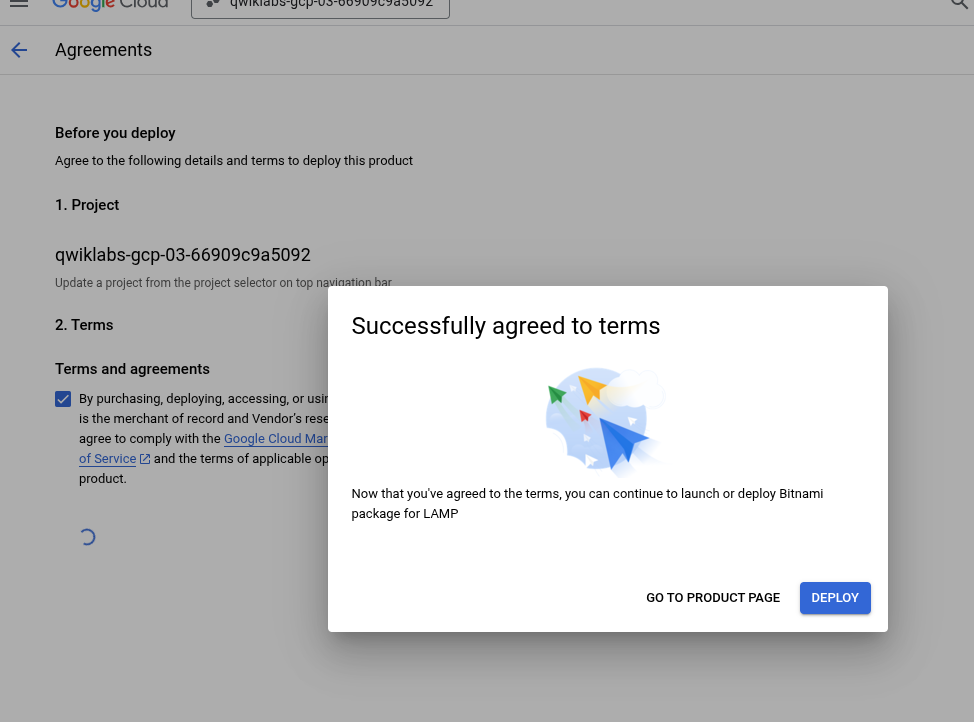 Google Cloud
qwiklabs-gcp-03-66909c9a5092
Agreements
Before you deploy
Agree to the following details and terms to deploy this product
1. Project
qwiklabs-gcp-03-66909c9a5092
Update a project from the project selector on top navigation bar
2. Terms
Terms and agreements
By purchasing, deploying, accessing, or usin
is the merchant of record and Vendor's rese
agree to comply with the Google Cloud Mar
of Service and the terms of applicable op
product.
Successfully agreed to terms
Now that you've agreed to the terms, you can continue to launch or deploy Bitnami
package for LAMP
GO TO PRODUCT PAGE
DEPLOY